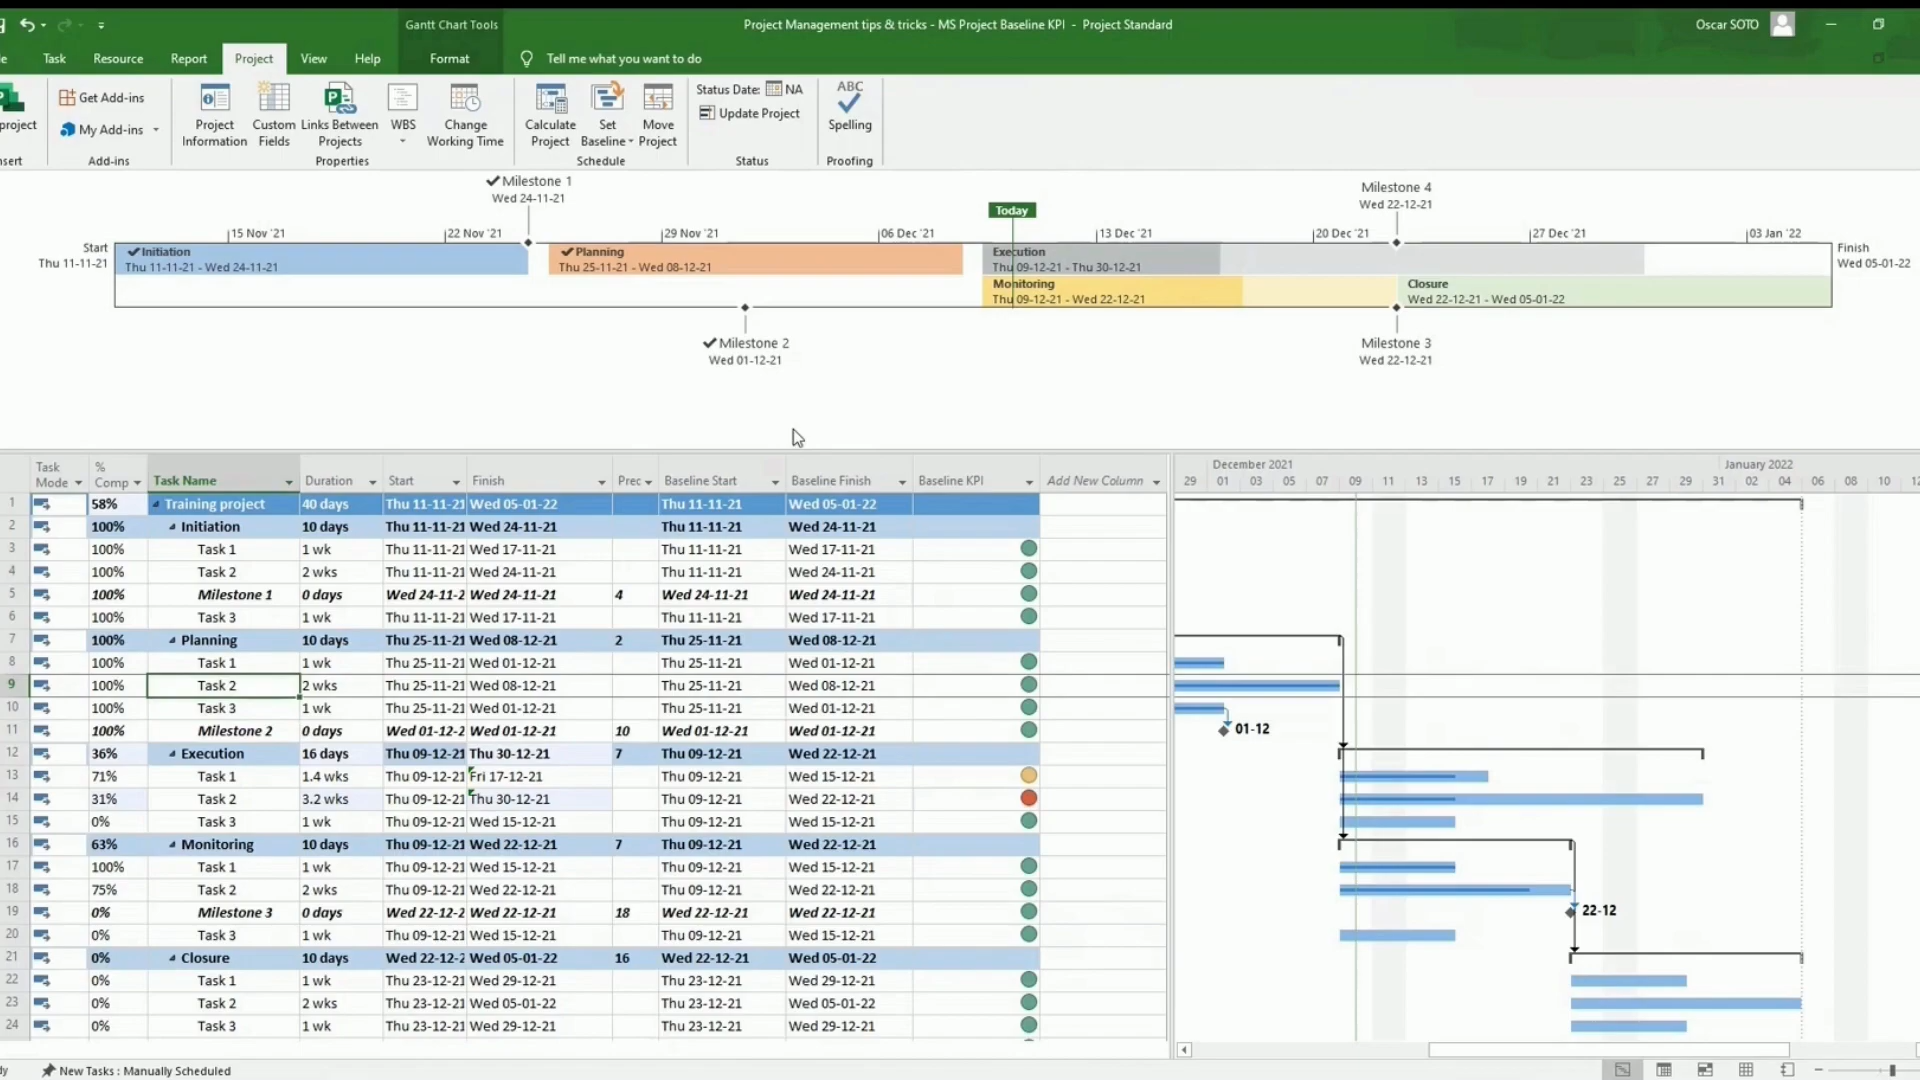 Gantt Chart Tools
Project Management tips & tricks - MS Project Baseline KPI - Project Standard
Oscar SOTO
Task Resource Report Project View Help Format Tell me what you want to do
project
Get Add-ins
My Add-ins
Add-ins
Project Information
Custom Fields
Links Between Projects
WBS
Change Working Time
Properties
Calculate Project
Set Baseline
Move Project
Schedule
Status Date: NA
Update Project
Status
ABC
Spelling
Proofing
Milestone 1
Wed 24-11-21
Milestone 4
Wed 22-12-21
Today
15 Nov '21 22 Nov '21 29 Nov '21 06 Dec '21 13 Dec '21 20 Dec '21 27 Dec '21 03 Jan '22
Start
Thu 11-11-21
Initiation
Thu 11-11-21 - Wed 24-11-21
Planning
Thu 25-11-21 - Wed 08-12-21
Execution
Thu 09-12-21 - Thu 30-12-21
Finish
Wed 05-01-22
Monitoring
Thu 09-12-21 - Wed 22-12-21
Closure
Wed 22-12-21 - Wed 05-01-22
Milestone 2
Wed 01-12-21
Milestone 3
Wed 22-12-21
Task Mode % Comp Task Name Duration Start Finish Prec Baseline Start Baseline Finish Baseline KPI Add New Column
December 2021 January 2022
29 01 03 05 07 09 11 13 15 17 19 21 23 25 27 29 31 02 04 06 08 10 12
1 58% Training project 40 days Thu 11-11-21 Wed 05-01-22 Thu 11-11-21 Wed 05-01-22
2 100% Initiation 10 days Thu 11-11-21 Wed 24-11-21 Thu 11-11-21 Wed 24-11-21
3 100% Task 1 1 wk Thu 11-11-21 Wed 17-11-21 Thu 11-11-21 Wed 17-11-21
4 100% Task 2 2 wks Thu 11-11-21 Wed 24-11-21 Thu 11-11-21 Wed 24-11-21
5 100% Milestone 1 0 days Wed 24-11-2 Wed 24-11-21 4 Wed 24-11-21 Wed 24-11-21
6 100% Task 3 1 wk Thu 11-11-21 Wed 17-11-21 Thu 11-11-21 Wed 17-11-21
7 100% Planning 10 days Thu 25-11-21 Wed 08-12-21 2 Thu 25-11-21 Wed 08-12-21
8 100% Task 1 1 wk Thu 25-11-21 Wed 01-12-21 Thu 25-11-21 Wed 01-12-21
9 100% Task 2 2 wks Thu 25-11-21 Wed 08-12-21 Thu 25-11-21 Wed 08-12-21
10 100% Task 3 1 wk Thu 25-11-21 Wed 01-12-21 Thu 25-11-21 Wed 01-12-21
11 100% Milestone 2 0 days Wed 01-12-2 Wed 01-12-21 10 Wed 01-12-21 Wed 01-12-21 01-12
12 36% Execution 16 days Thu 09-12-21 Thu 30-12-21 7 Thu 09-12-21 Wed 22-12-21
13 71% Task 1 1.4 wks Thu 09-12-21 Fri 17-12-21 Thu 09-12-21 Wed 15-12-21
14 31% Task 2 3.2 wks Thu 09-12-21 Thu 30-12-21 Thu 09-12-21 Wed 22-12-21
15 0% Task 3 1 wk Thu 09-12-21 Wed 15-12-21 Thu 09-12-21 Wed 15-12-21
16 63% Monitoring 10 days Thu 09-12-21 Wed 22-12-21 7 Thu 09-12-21 Wed 22-12-21
17 100% Task 1 1 wk Thu 09-12-21 Wed 15-12-21 Thu 09-12-21 Wed 15-12-21
18 75% Task 2 2 wks Thu 09-12-21 Wed 22-12-21 Thu 09-12-21 Wed 22-12-21
19 0% Milestone 3 0 days Wed 22-12-2 Wed 22-12-21 18 Wed 22-12-21 Wed 22-12-21 22-12
20 0% Task 3 1 wk Thu 09-12-21 Wed 15-12-21 Thu 09-12-21 Wed 15-12-21
21 0% Closure 10 days Wed 22-12-2 Wed 05-01-22 16 Wed 22-12-21 Wed 05-01-22
22 0% Task 1 1 wk Thu 23-12-21 Wed 29-12-21 Thu 23-12-21 Wed 29-12-21
23 0% Task 2 2 wks Thu 23-12-21 Wed 05-01-22 Thu 23-12-21 Wed 05-01-22
24 0% Task 3 1 wk Thu 23-12-21 Wed 29-12-21 Thu 23-12-21 Wed 29-12-21
New Tasks : Manually Scheduled